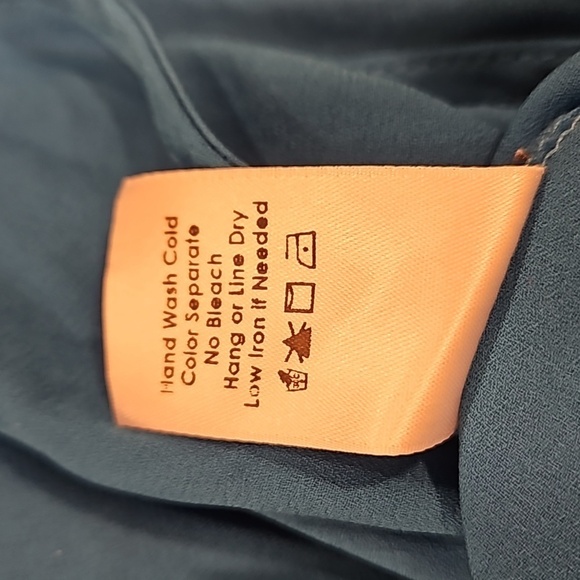 Hand Wash Cold
Color Separate
No Bleach
Hang or Line Dry
Low Iron If Needed